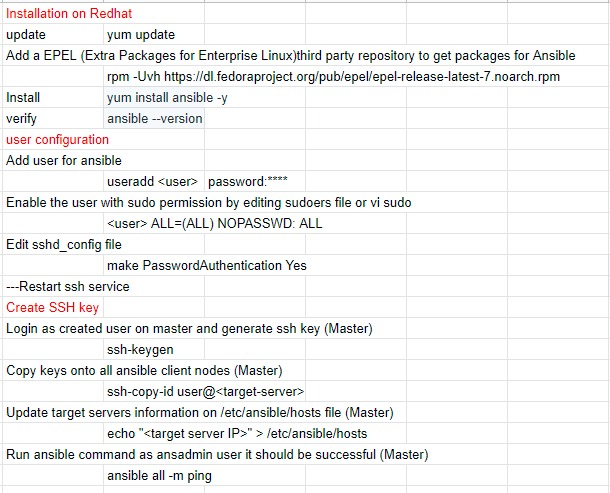 Installation on Redhat
update yum update
Add a EPEL (Extra Packages for Enterprise Linux)third party repository to get packages for Ansible
rpm -Uvh https://dl.fedoraproject.org/pub/epel/epel-release-latest-7.noarch.rpm
Install yum install ansible -y
verify ansible --version
user configuration
Add user for ansible
useradd <user> password:****
Enable the user with sudo permission by editing sudoers file or vi sudo
<user> ALL=(ALL) NOPASSWD: ALL
Edit sshd_config file
make PasswordAuthentication Yes
---Restart ssh service
Create SSH key
Login as created user on master and generate ssh key (Master)
ssh-keygen
Copy keys onto all ansible client nodes (Master)
ssh-copy-id user@<target-server>
Update target servers information on /etc/ansible/hosts file (Master)
echo "<target server IP>" > /etc/ansible/hosts
Run ansible command as ansadmin user it should be successful (Master)
ansible all -m ping